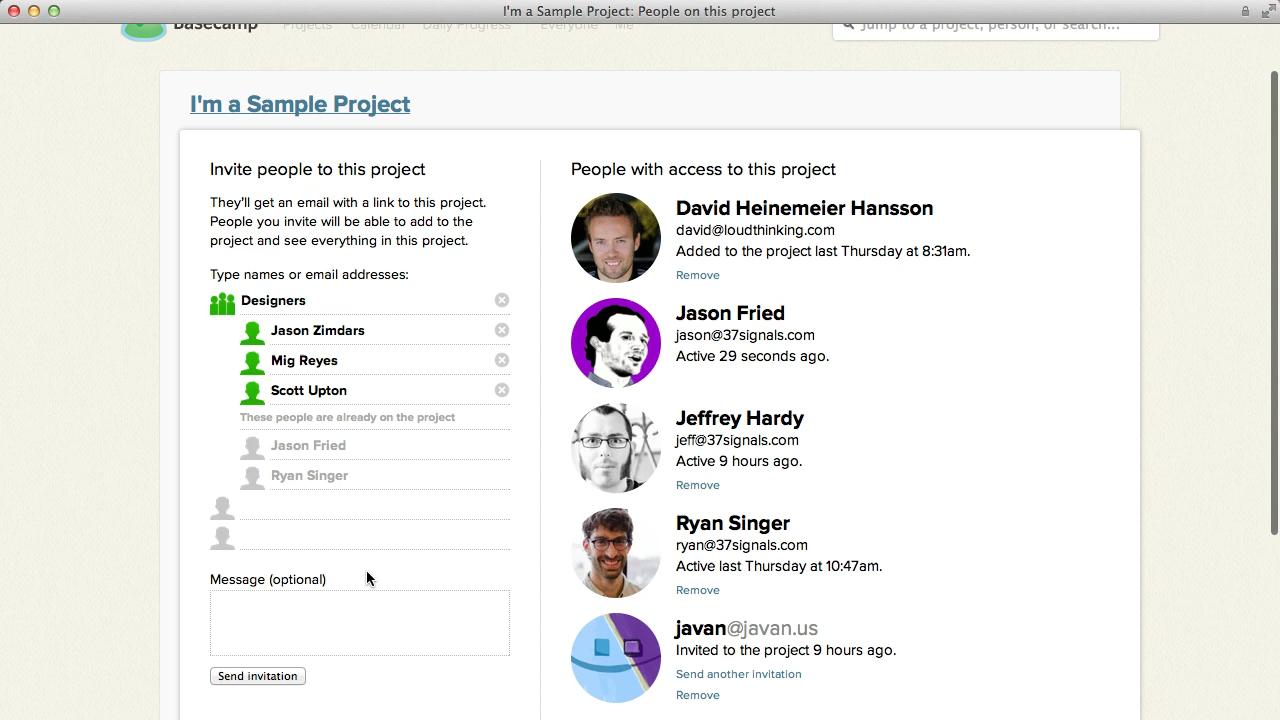 I'm a Sample Project: People on this project
Basecamp Projects Calendar Daily Progress Everyone Me
Jump to a project, person, or search...
I'm a Sample Project
Invite people to this project
They'll get an email with a link to this project.
People you invite will be able to add to the
project and see everything in this project.
Type names or email addresses:
Designers
Jason Zimdars
Mig Reyes
Scott Upton
These people are already on the project
Jason Fried
Ryan Singer
Message (optional)
Send invitation
People with access to this project
David Heinemeier Hansson
david@loudthinking.com
Added to the project last Thursday at 8:31am.
Remove
Jason Fried
jason@37signals.com
Active 29 seconds ago.
Jeffrey Hardy
jeff@37signals.com
Active 9 hours ago.
Remove
Ryan Singer
ryan@37signals.com
Active last Thursday at 10:47am.
Remove
javan@javan.us
Invited to the project 9 hours ago.
Send another invitation
Remove